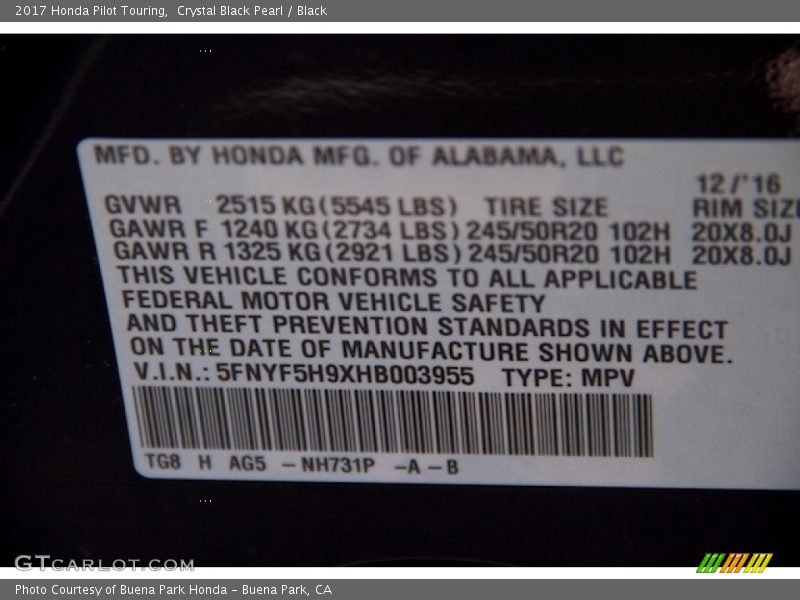 2017 Honda Pilot Touring, Crystal Black Pearl / Black
MFD. BY HONDA MFG. OF ALABAMA, LLC
12/'16
GVWR 2515 KG(5545 LBS) TIRE SIZE RIM SIZE
GAWR F 1240 KG(2734 LBS) 245/50R20 102H 20X8.0J
GAWR R 1325 KG(2921 LBS) 245/50R20 102H 20X8.0J
THIS VEHICLE CONFORMS TO ALL APPLICABLE
FEDERAL MOTOR VEHICLE SAFETY
AND THEFT PREVENTION STANDARDS IN EFFECT
ON THE DATE OF MANUFACTURE SHOWN ABOVE.
V.I.N.: 5FNYF5H9XHB003955 TYPE: MPV
TG8 H AG5 – NH731P –A –B
GTCARLOT.COM
Photo Courtesy of Buena Park Honda – Buena Park, CA